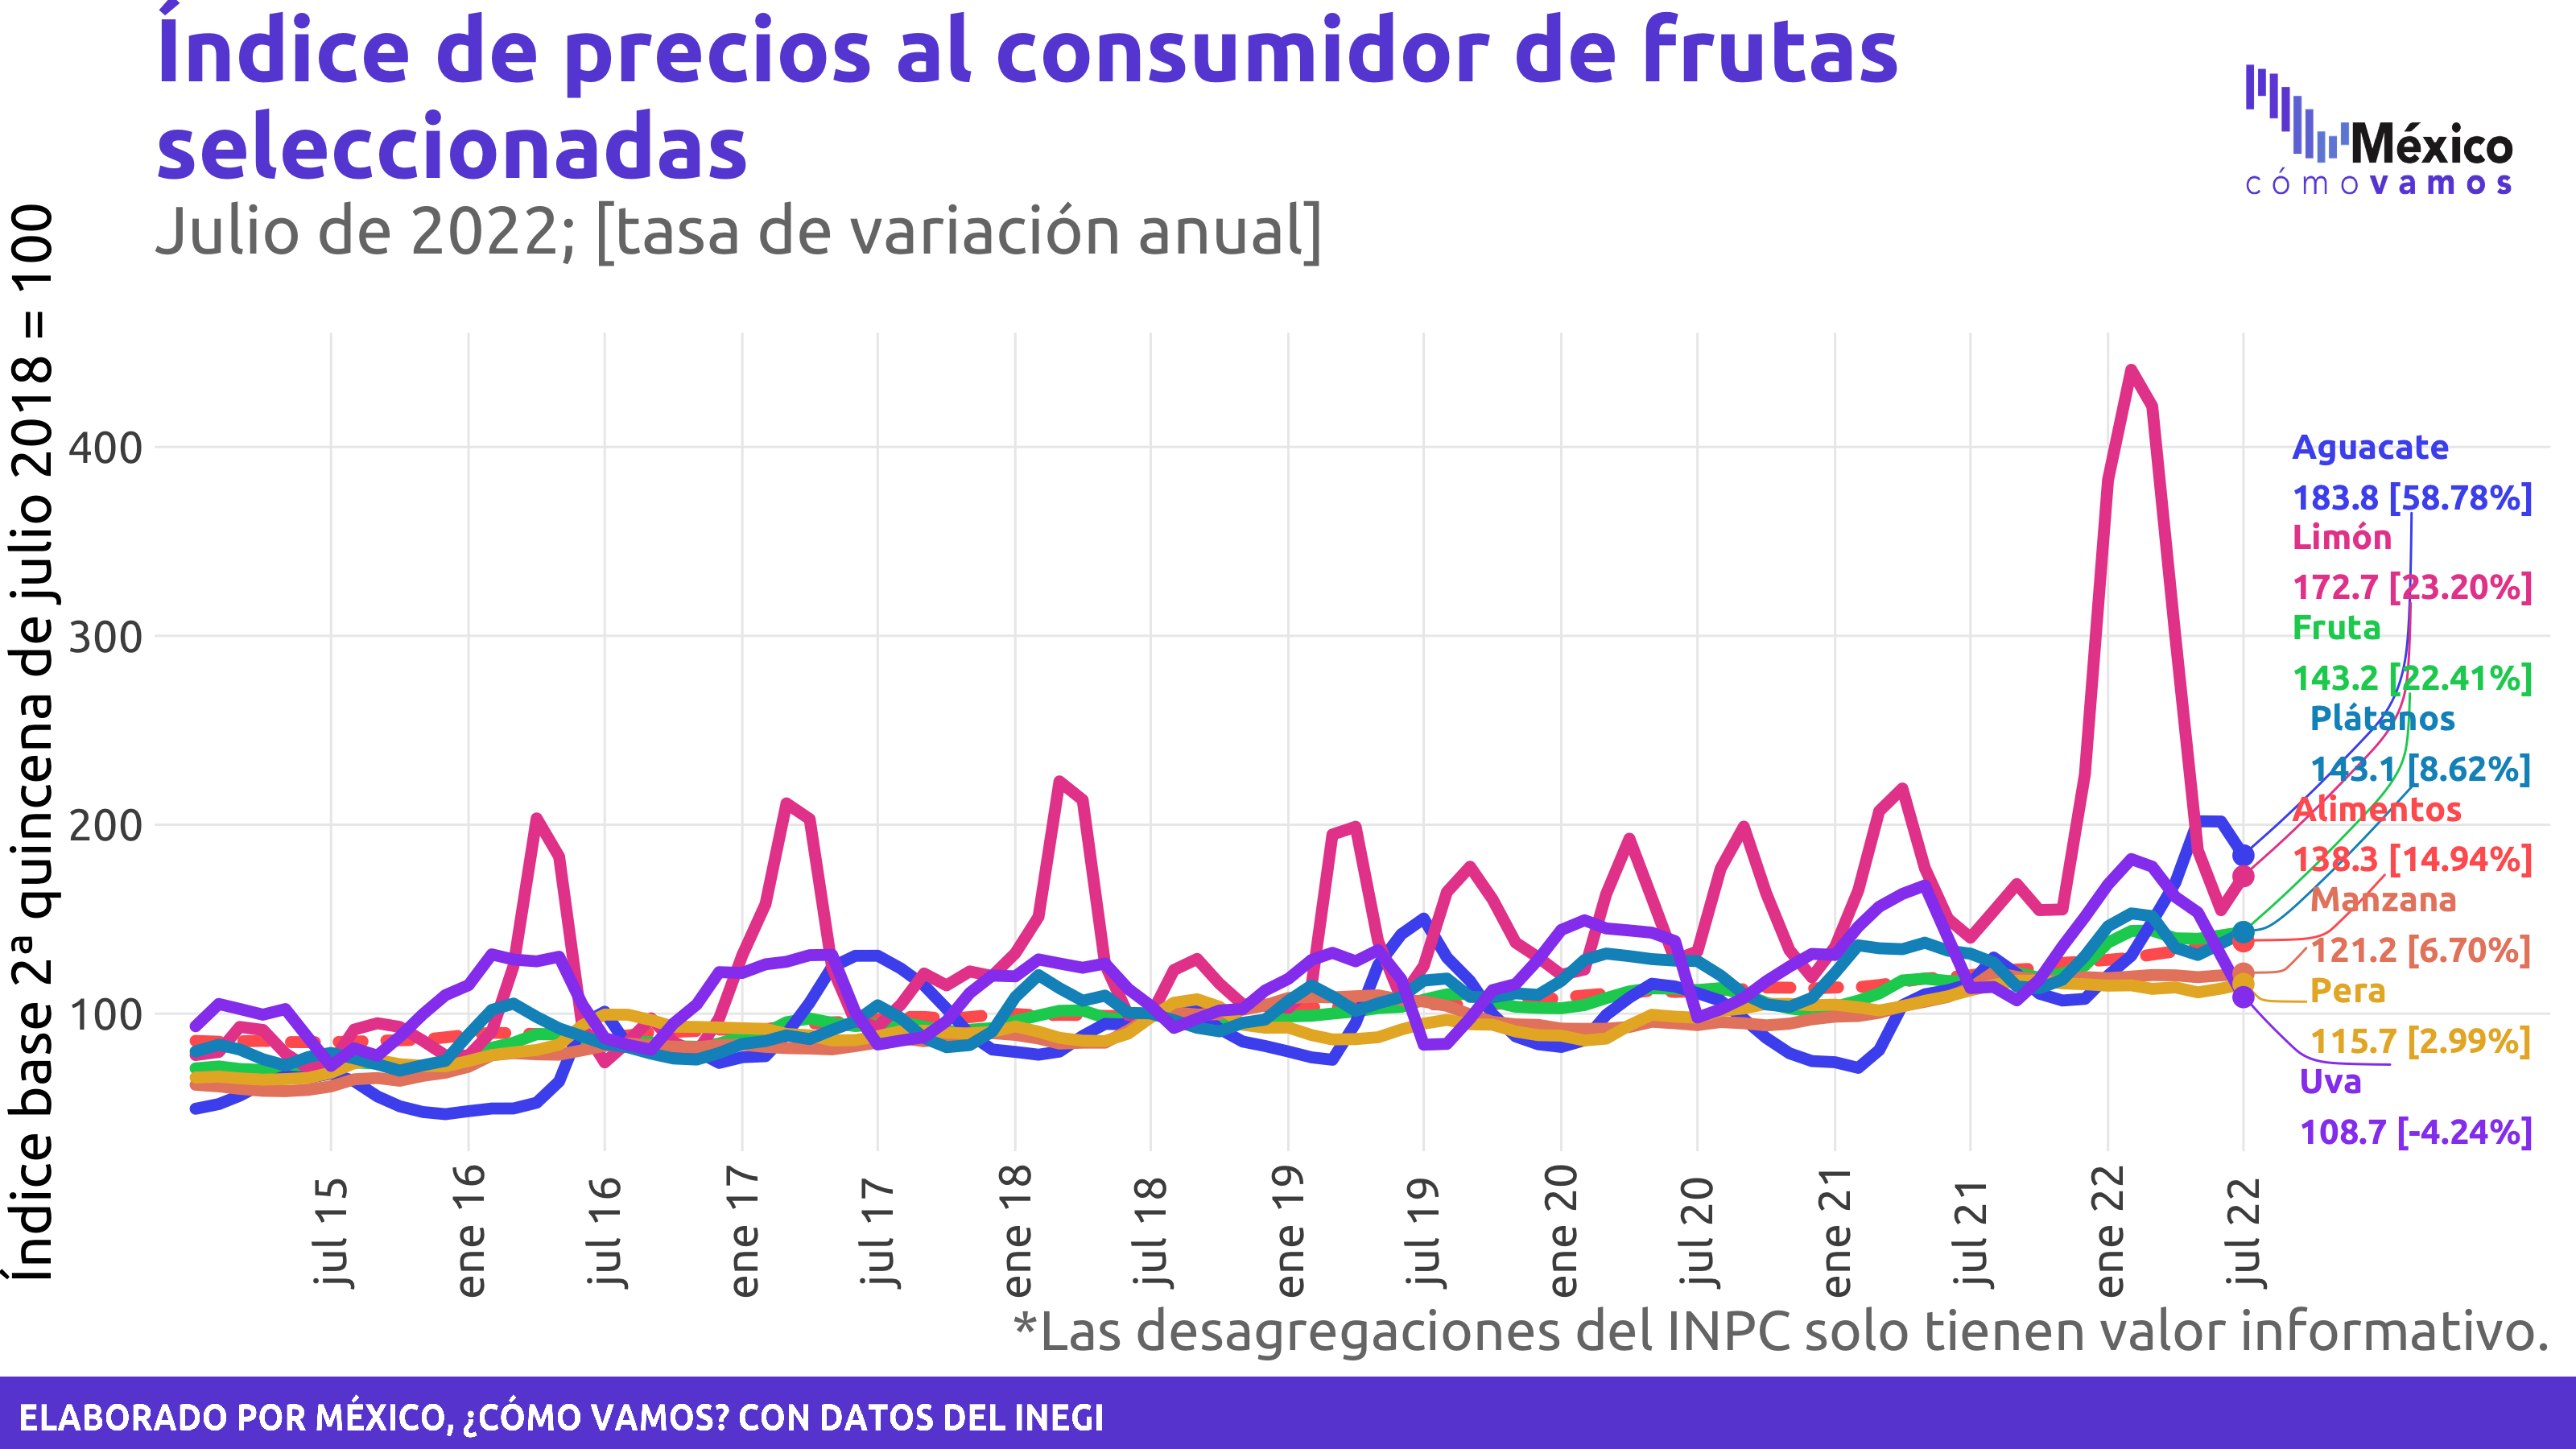 Índice de precios al consumidor de frutas
seleccionadas
Julio de 2022; [tasa de variación anual]
México
cómovamos
Índice base 2ª quincena de julio 2018 = 100
400
300
200
100
Aguacate
183.8 [58.78%]
Limón
172.7 [23.20%]
Fruta
143.2 [22.41%]
Plátanos
143.1 [8.62%]
Alimentos
138.3 [14.94%]
Manzana
121.2 [6.70%]
Pera
115.7 [2.99%]
Uva
108.7 [-4.24%]
jul 15
ene 16
jul 16
ene 17
jul 17
ene 18
jul 18
ene 19
jul 19
ene 20
jul 20
ene 21
jul 21
ene 22
jul 22
*Las desagregaciones del INPC solo tienen valor informativo.
ELABORADO POR MÉXICO, ¿CÓMO VAMOS? CON DATOS DEL INEGI